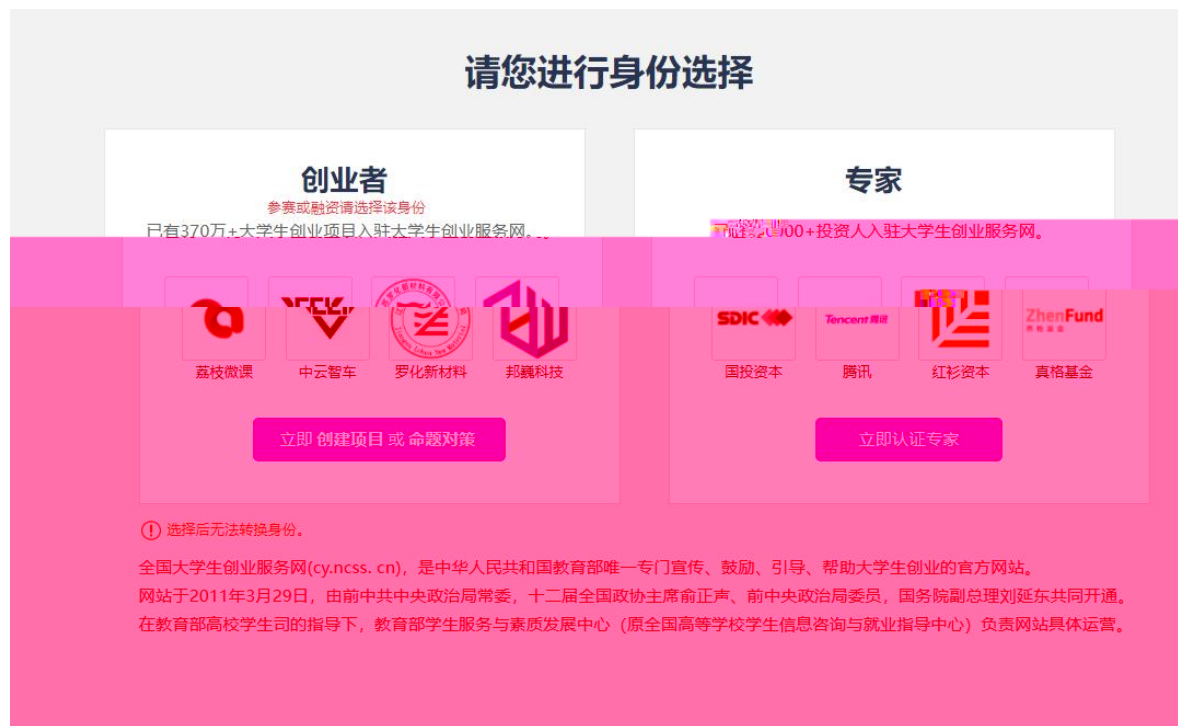 请您进行身份选择
创业者
参赛或融资请选择该身份
已有370万+大学生创业项目入驻大学生创业服务网。
荔枝微课
中云智车
罗化新材料
邦巍科技
立即 创建项目 或 命题对策
专家
00+投资人入驻大学生创业服务网。
SDIC
Tencent 腾讯
ZhenFund
真格基金
国投资本
腾讯
红衫资本
真格基金
立即认证专家
选择后无法转换身份。
全国大学生创业服务网(cy.ncss. cn)，是中华人民共和国教育部唯一专门宣传、鼓励、引导、帮助大学生创业的官方网站。
网站于2011年3月29日，由前中共中央政治局常委，十二届全国政协主席俞正声、前中央政治局委员，国务院副总理刘延东共同开通。
在教育部高校学生司的指导下，教育部学生服务与素质发展中心（原全国高等学校学生信息咨询与就业指导中心）负责网站具体运营。